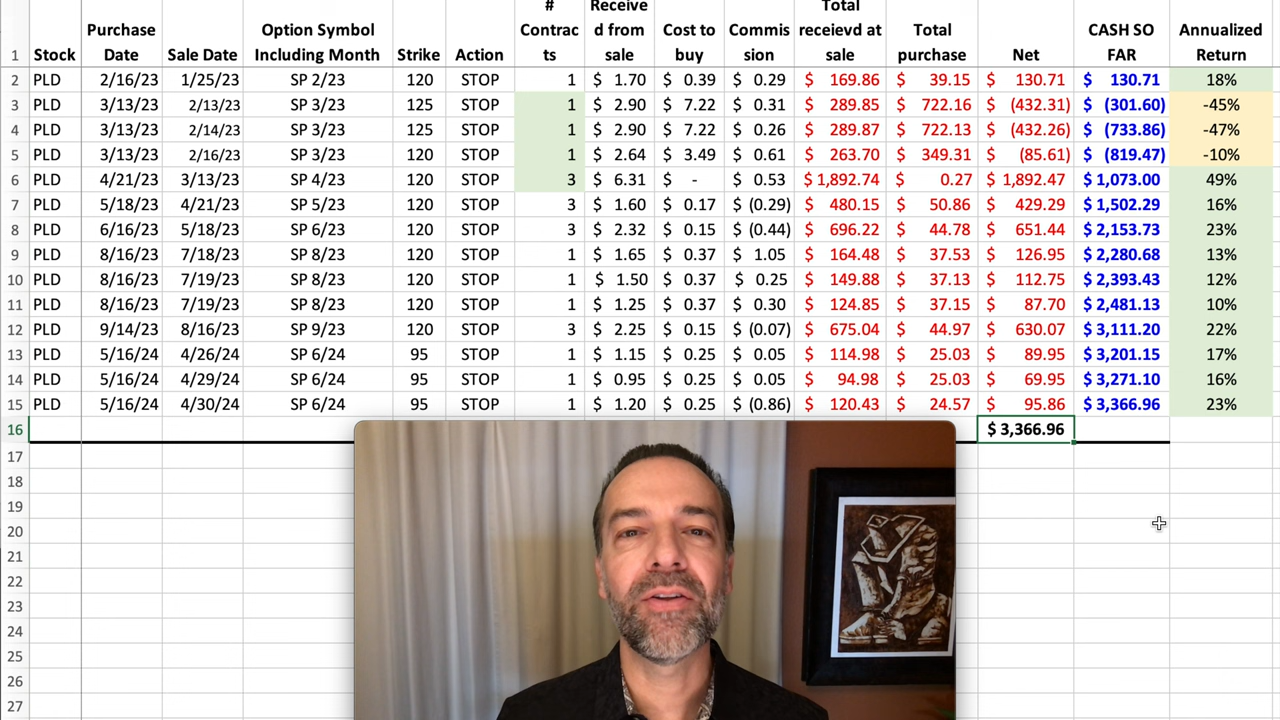 # Receive Total
Purchase Option Symbol Contrac d from Cost to Commis receievd at Total CASH SO Annualized
1 Stock Date Sale Date Including Month Strike Action ts sale buy sion sale purchase Net FAR Return
2 PLD 2/16/23 1/25/23 SP 2/23 120 STOP 1 $ 1.70 $ 0.39 $ 0.29 $ 169.86 $ 39.15 $ 130.71 $ 130.71 18%
3 PLD 3/13/23 2/13/23 SP 3/23 125 STOP 1 $ 2.90 $ 7.22 $ 0.31 $ 289.85 $ 722.16 $ (432.31) $ (301.60) -45%
4 PLD 3/13/23 2/14/23 SP 3/23 125 STOP 1 $ 2.90 $ 7.22 $ 0.26 $ 289.87 $ 722.13 $ (432.26) $ (733.86) -47%
5 PLD 3/13/23 2/16/23 SP 3/23 120 STOP 1 $ 2.64 $ 3.49 $ 0.61 $ 263.70 $ 349.31 $ (85.61) $ (819.47) -10%
6 PLD 4/21/23 3/13/23 SP 4/23 120 STOP 3 $ 6.31 $ - $ 0.53 $ 1,892.74 $ 0.27 $ 1,892.47 $ 1,073.00 49%
7 PLD 5/18/23 4/21/23 SP 5/23 120 STOP 3 $ 1.60 $ 0.17 $ (0.29) $ 480.15 $ 50.86 $ 429.29 $ 1,502.29 16%
8 PLD 6/16/23 5/18/23 SP 6/23 120 STOP 3 $ 2.32 $ 0.15 $ (0.44) $ 696.22 $ 44.78 $ 651.44 $ 2,153.73 23%
9 PLD 8/16/23 7/18/23 SP 8/23 120 STOP 1 $ 1.65 $ 0.37 $ 1.05 $ 164.48 $ 37.53 $ 126.95 $ 2,280.68 13%
10 PLD 8/16/23 7/19/23 SP 8/23 120 STOP 1 $ 1.50 $ 0.37 $ 0.25 $ 149.88 $ 37.13 $ 112.75 $ 2,393.43 12%
11 PLD 8/16/23 7/19/23 SP 8/23 120 STOP 1 $ 1.25 $ 0.37 $ 0.30 $ 124.85 $ 37.15 $ 87.70 $ 2,481.13 10%
12 PLD 9/14/23 8/16/23 SP 9/23 120 STOP 3 $ 2.25 $ 0.15 $ (0.07) $ 675.04 $ 44.97 $ 630.07 $ 3,111.20 22%
13 PLD 5/16/24 4/26/24 SP 6/24 95 STOP 1 $ 1.15 $ 0.25 $ 0.05 $ 114.98 $ 25.03 $ 89.95 $ 3,201.15 17%
14 PLD 5/16/24 4/29/24 SP 6/24 95 STOP 1 $ 0.95 $ 0.25 $ 0.05 $ 94.98 $ 25.03 $ 69.95 $ 3,271.10 16%
15 PLD 5/16/24 4/30/24 SP 6/24 95 STOP 1 $ 1.20 $ 0.25 $ (0.86) $ 120.43 $ 24.57 $ 95.86 $ 3,366.96 23%
16 $ 3,366.96
17
18
19
20
21
22
23
24
25
26
27